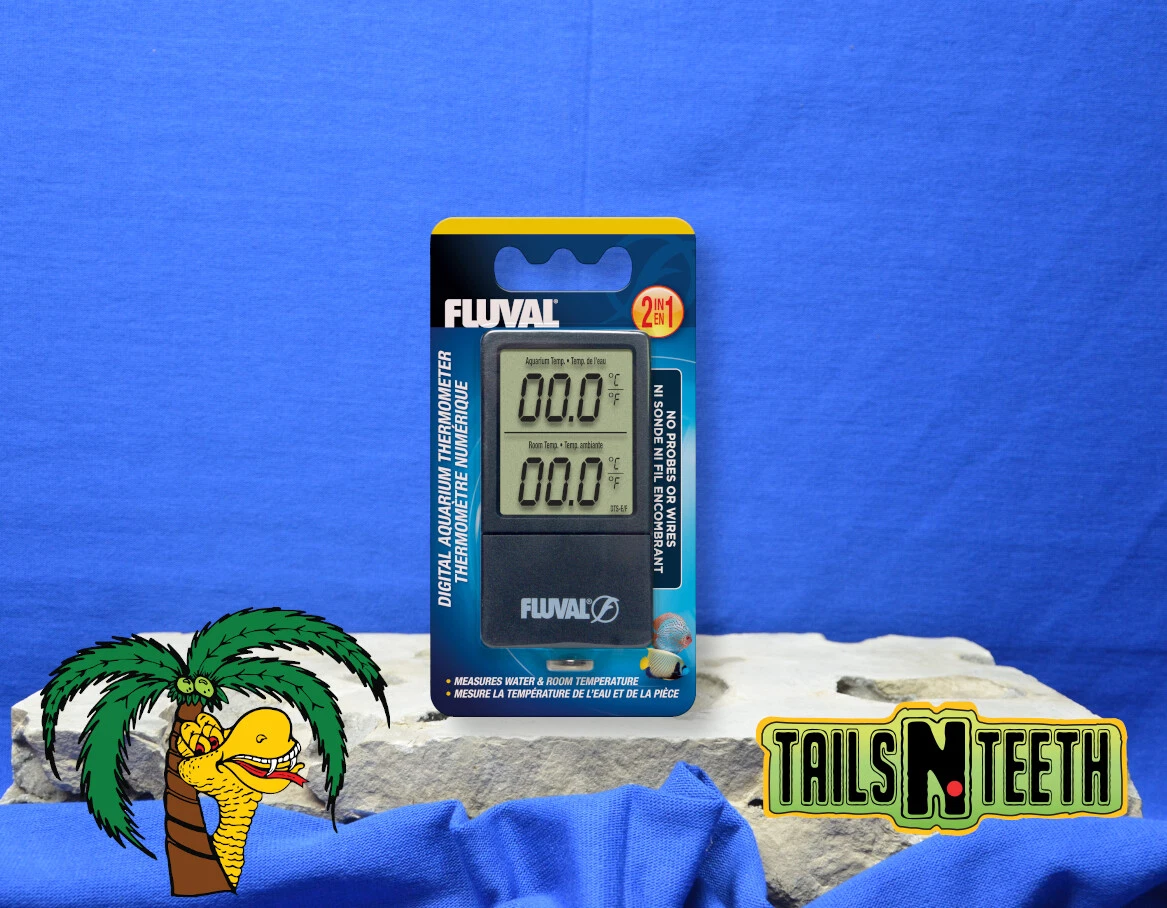 FLUVAL®
2 IN EN 1
DIGITAL AQUARIUM THERMOMETER
THERMOMÈTRE NUMÉRIQUE
Aquarium Temp. • Temp. de l'eau
00.0 °C °F
Room Temp. • Temp. ambiante
00.0 °C °F
NO PROBES OR WIRES
NI SONDE NI FIL ENCOMBRANT
FLUVAL®
• MEASURES WATER & ROOM TEMPERATURE
• MESURE LA TEMPÉRATURE DE L'EAU ET DE LA PIÈCE
TAILS N TEETH